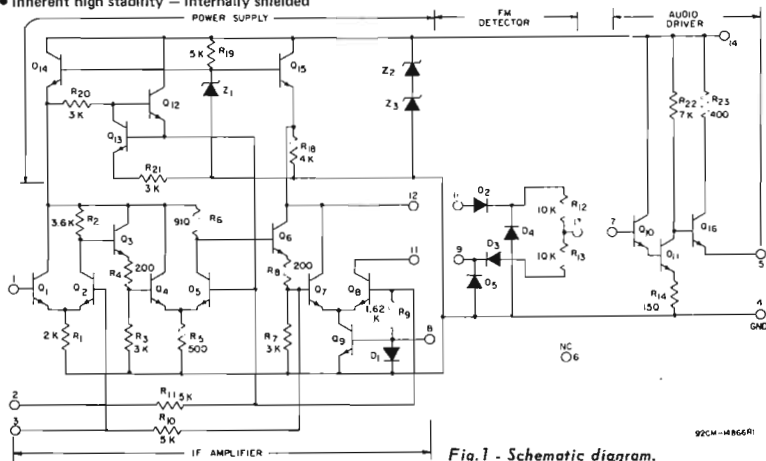 • Inherent high stability — internally shielded
POWER SUPPLY
FM DETECTOR
AUDIO DRIVER
14
Q14
5K
R19
Q15
R20
3K
Q12
Z1
Z2
Z3
Q13
R18
4K
R21
3K
R22
7K
R23
400
12
D2
R12
10K
D4
13
7
Q10
Q16
3.6K
R2
Q3
910
R6
Q6
11
9
D3
10K
R13
Q11
5
1
Q1
Q2
R4
200
Q4
Q5
R8
200
Q7
Q8
1.62
K
R9
D5
R14
150
2K
R1
R3
3K
R5
500
R7
3K
Q9
D1
8
4
GND
NC
6
2
R11
5K
3
R10
5K
92CM-14866R1
IF AMPLIFIER
Fig.1 - Schematic diagram.